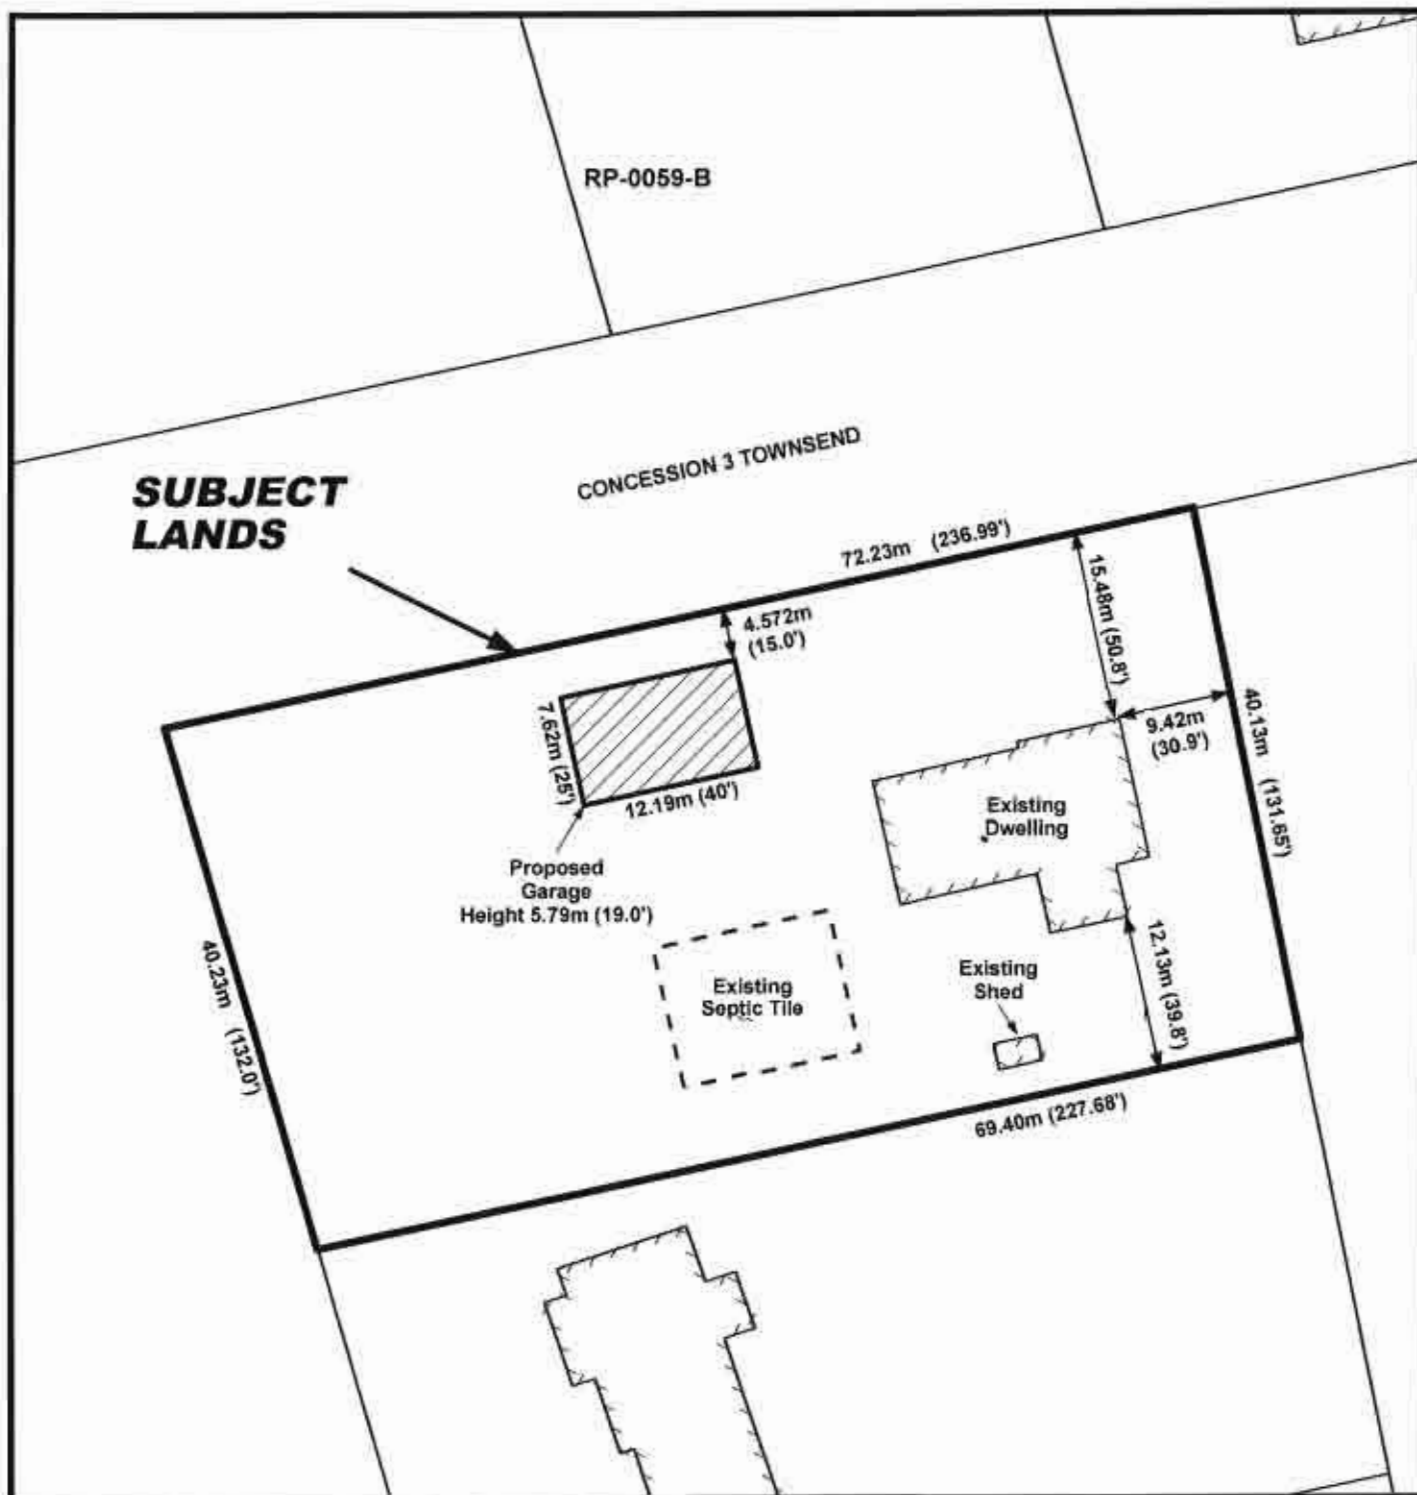 RP-0059-B
CONCESSION 3 TOWNSEND
SUBJECT
LANDS
72.23m (236.99')
4.572m
(15.0')
15.48m (50.8')
9.42m
(30.9')
40.13m (131.65')
7.62m (25')
12.19m (40')
Existing
Dwelling
Proposed
Garage
Height 5.79m (19.0')
40.23m (132.0')
Existing
Septic Tile
Existing
Shed
12.13m (39.8')
69.40m (227.68')